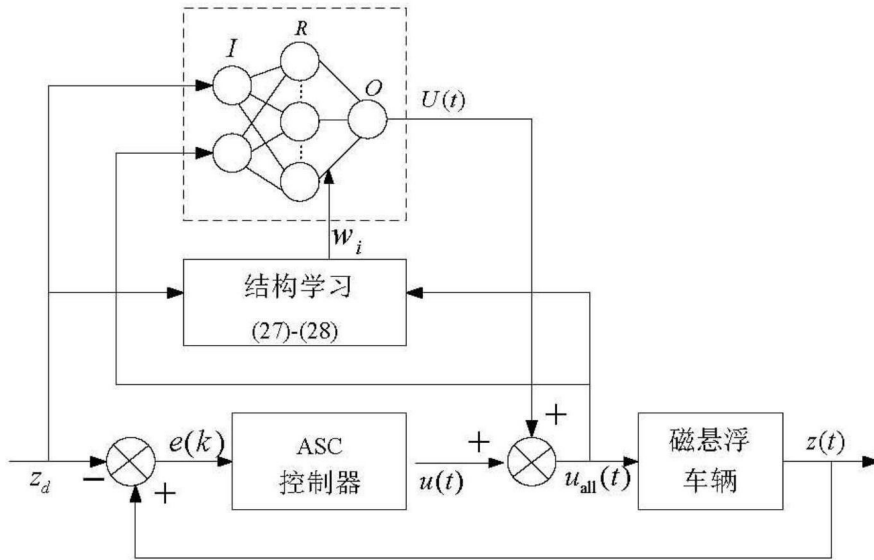 R
I
O
U(t)
w_i
结构学习
(27)-(28)
+
z_d
−
+
e(k)
ASC
控制器
+
u(t)
u_all(t)
磁悬浮
车辆
z(t)